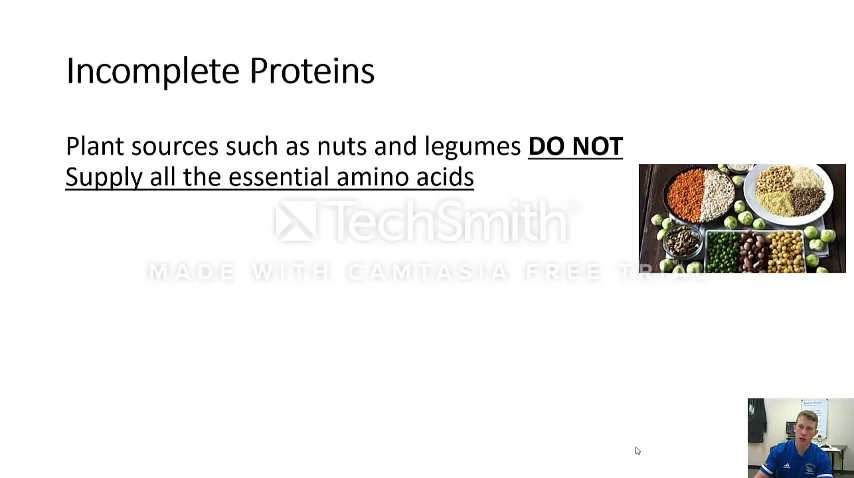 Incomplete Proteins
Plant sources such as nuts and legumes DO NOT
Supply all the essential amino acids
TechSmith®
MADE WITH CAMTASIA FREE TRIAL